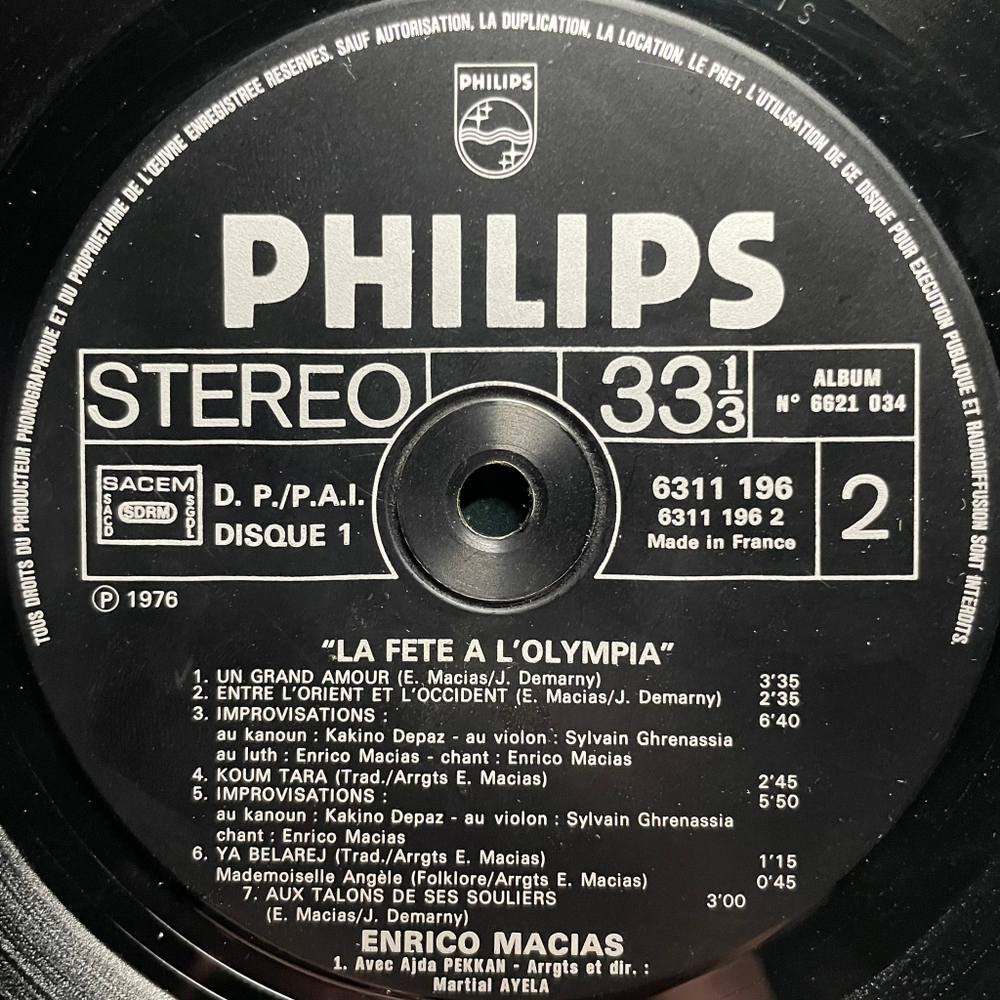 TOUS DROITS DU PRODUCTEUR PHONOGRAPHIQUE ET DU PROPRIETAIRE DE L'ŒUVRE ENREGISTREE RESERVES. SAUF AUTORISATION, LA DUPLICATION, LA LOCATION, LE PRET, L'UTILISATION DE CE DISQUE POUR EXECUTION PUBLIQUE ET RADIODIFFUSION SONT INTERDITS.
PHILIPS
PHILIPS
STEREO
33 1/3
ALBUM
N° 6621 034
SACEM
SACD
SDRM
SGDL
D. P./P.A.I.
DISQUE 1
6311 196
6311 196 2
Made in France
2
Ⓟ 1976
"LA FETE A L'OLYMPIA"
1. UN GRAND AMOUR (E. Macias/J. Demarny) 3'35
2. ENTRE L'ORIENT ET L'OCCIDENT (E. Macias/J. Demarny) 2'35
3. IMPROVISATIONS : 6'40
au kanoun : Kakino Depaz - au violon : Sylvain Ghrenassia
au luth : Enrico Macias - chant : Enrico Macias
4. KOUM TARA (Trad./Arrgts E. Macias) 2'45
5. IMPROVISATIONS : 5'50
au kanoun : Kakino Depaz - au violon : Sylvain Ghrenassia
chant : Enrico Macias
6. YA BELAREJ (Trad./Arrgts E. Macias) 1'15
Mademoiselle Angèle (Folklore/Arrgts E. Macias) 0'45
7. AUX TALONS DE SES SOULIERS 3'00
(E. Macias/J. Demarny)
ENRICO MACIAS
1. Avec Ajda PEKKAN - Arrgts et dir. :
Martial AYELA